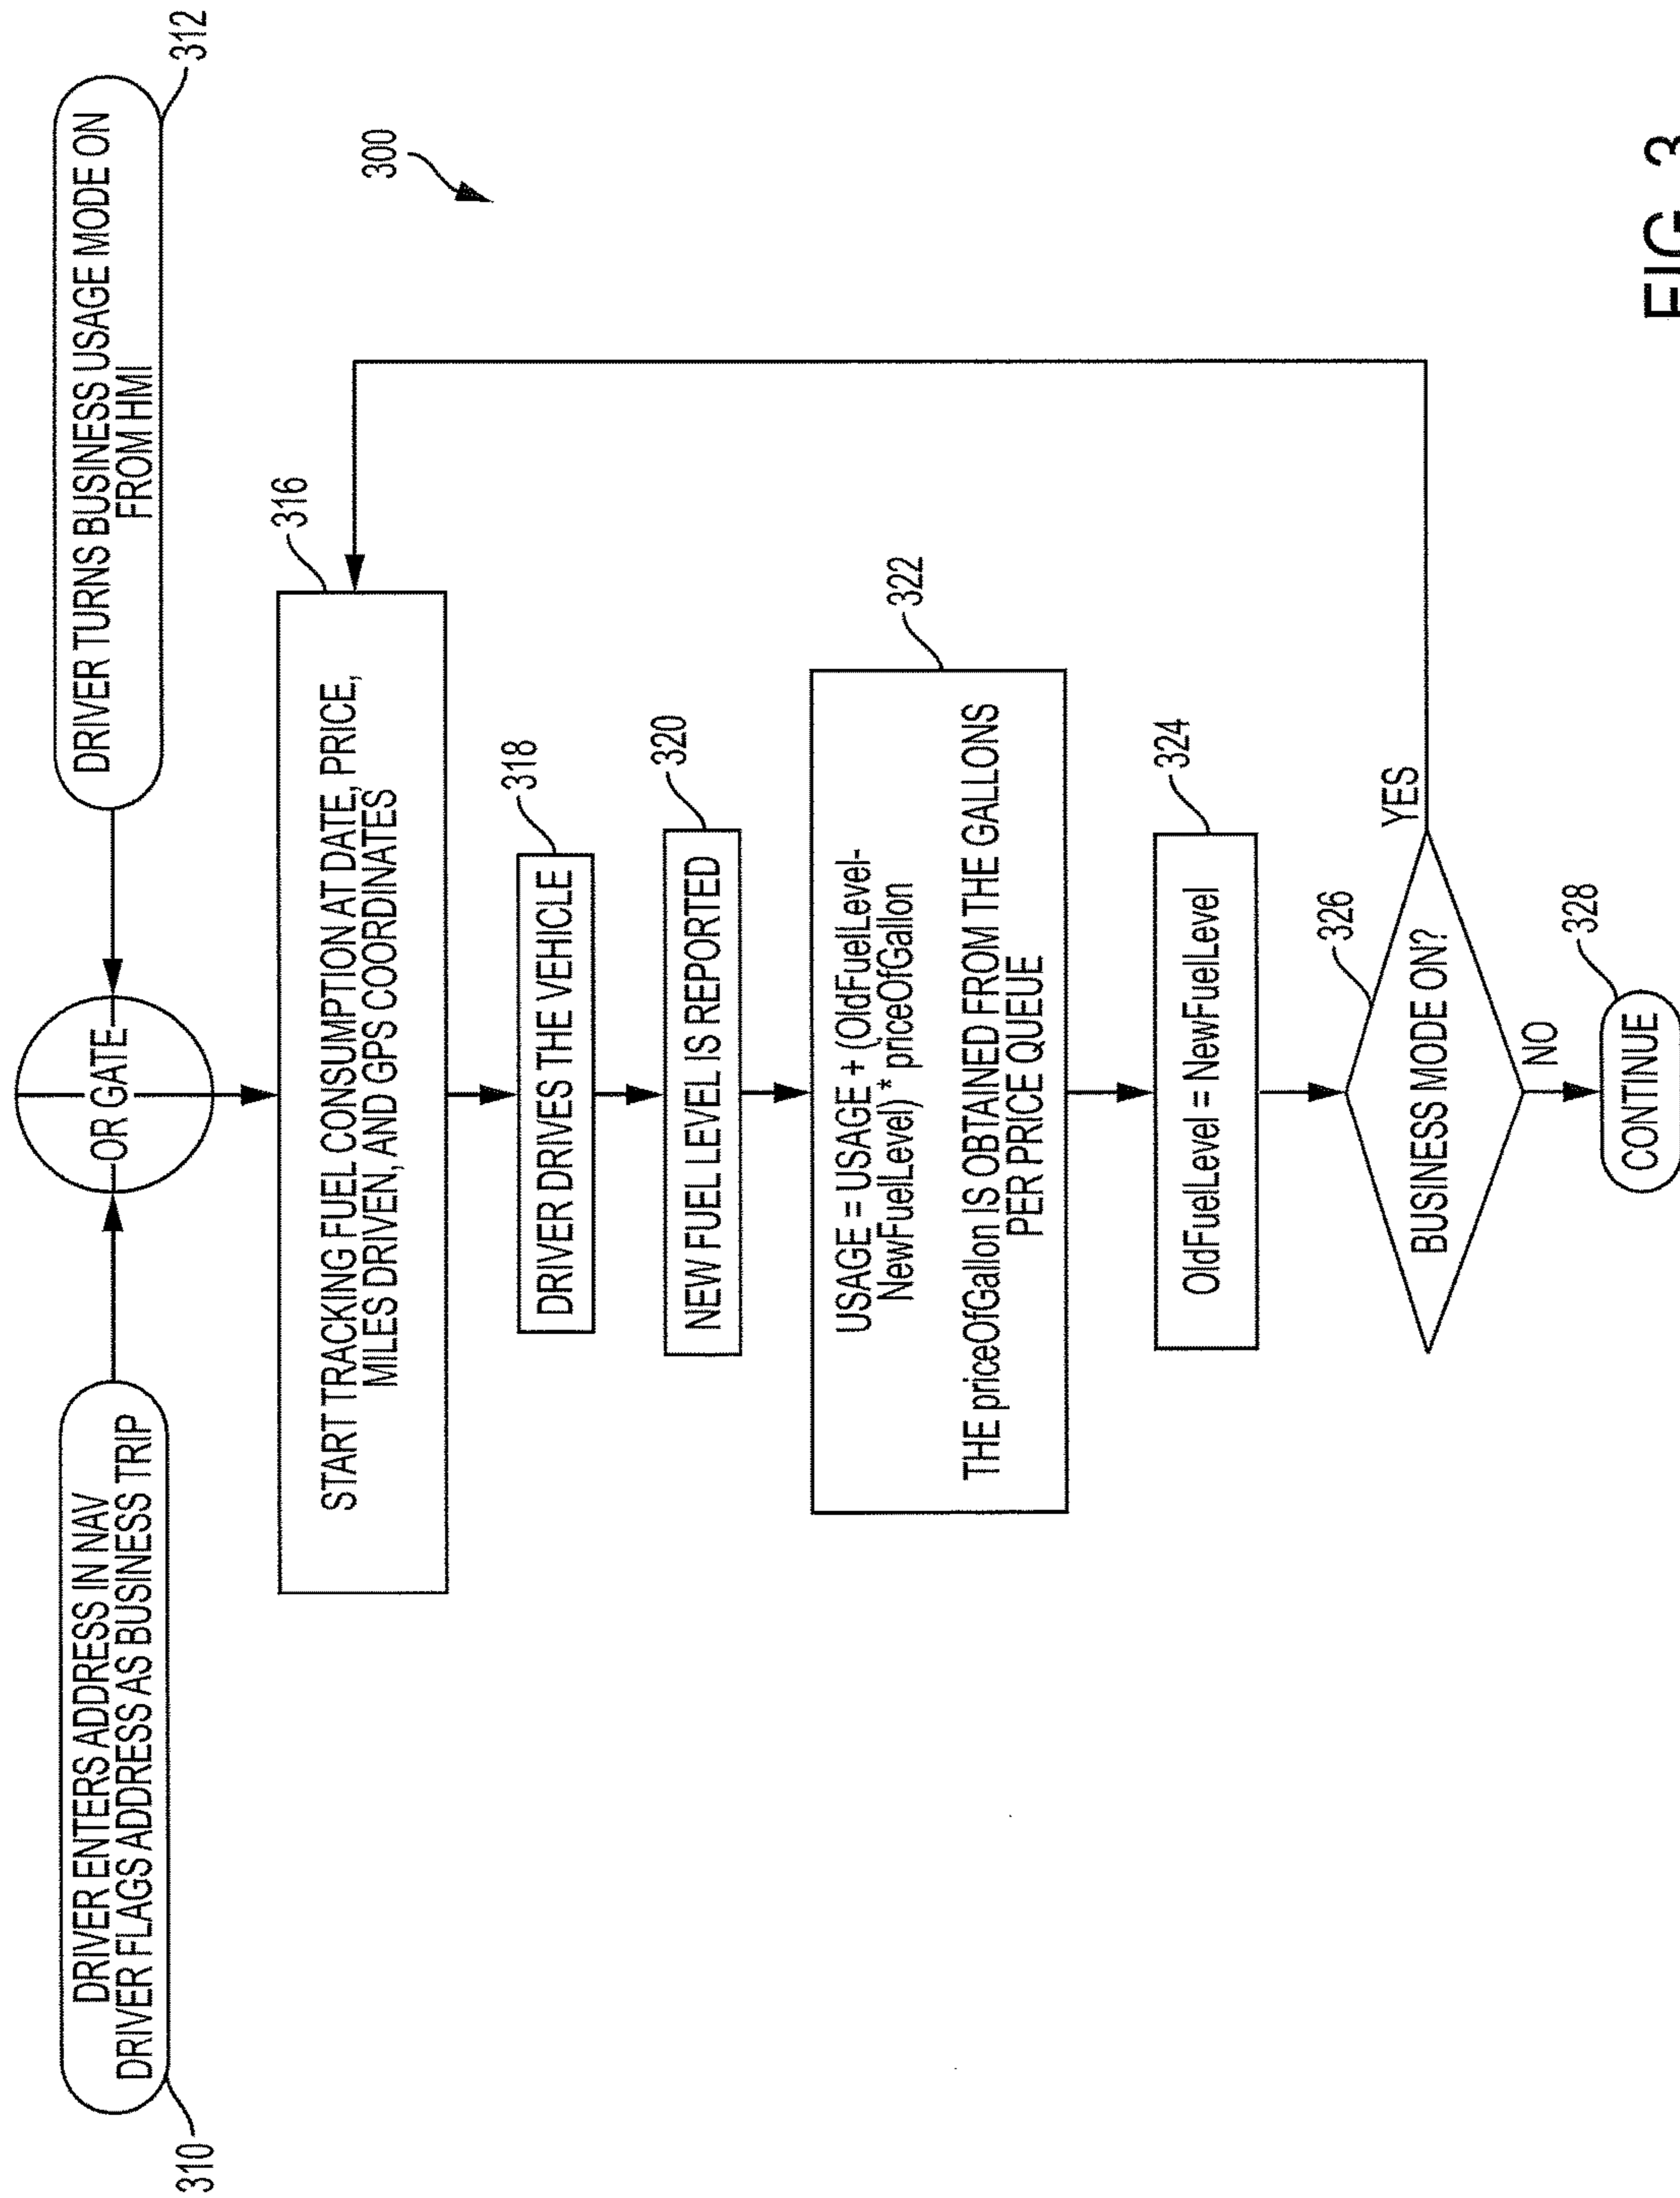 DRIVER ENTERS ADDRESS IN NAV
DRIVER FLAGS ADDRESS AS BUSINESS TRIP
310
OR GATE
DRIVER TURNS BUSINESS USAGE MODE ON
FROM HMI
312
300
START TRACKING FUEL CONSUMPTION AT DATE, PRICE,
MILES DRIVEN, AND GPS COORDINATES
316
DRIVER DRIVES THE VEHICLE
318
NEW FUEL LEVEL IS REPORTED
320
USAGE = USAGE + (OldFuelLevel-
NewFuelLevel) * priceOfGallon
THE priceOfGallon IS OBTAINED FROM THE GALLONS
PER PRICE QUEUE
322
OldFuelLevel = NewFuelLevel
324
BUSINESS MODE ON?
326
YES
NO
CONTINUE
328
FIG. 3